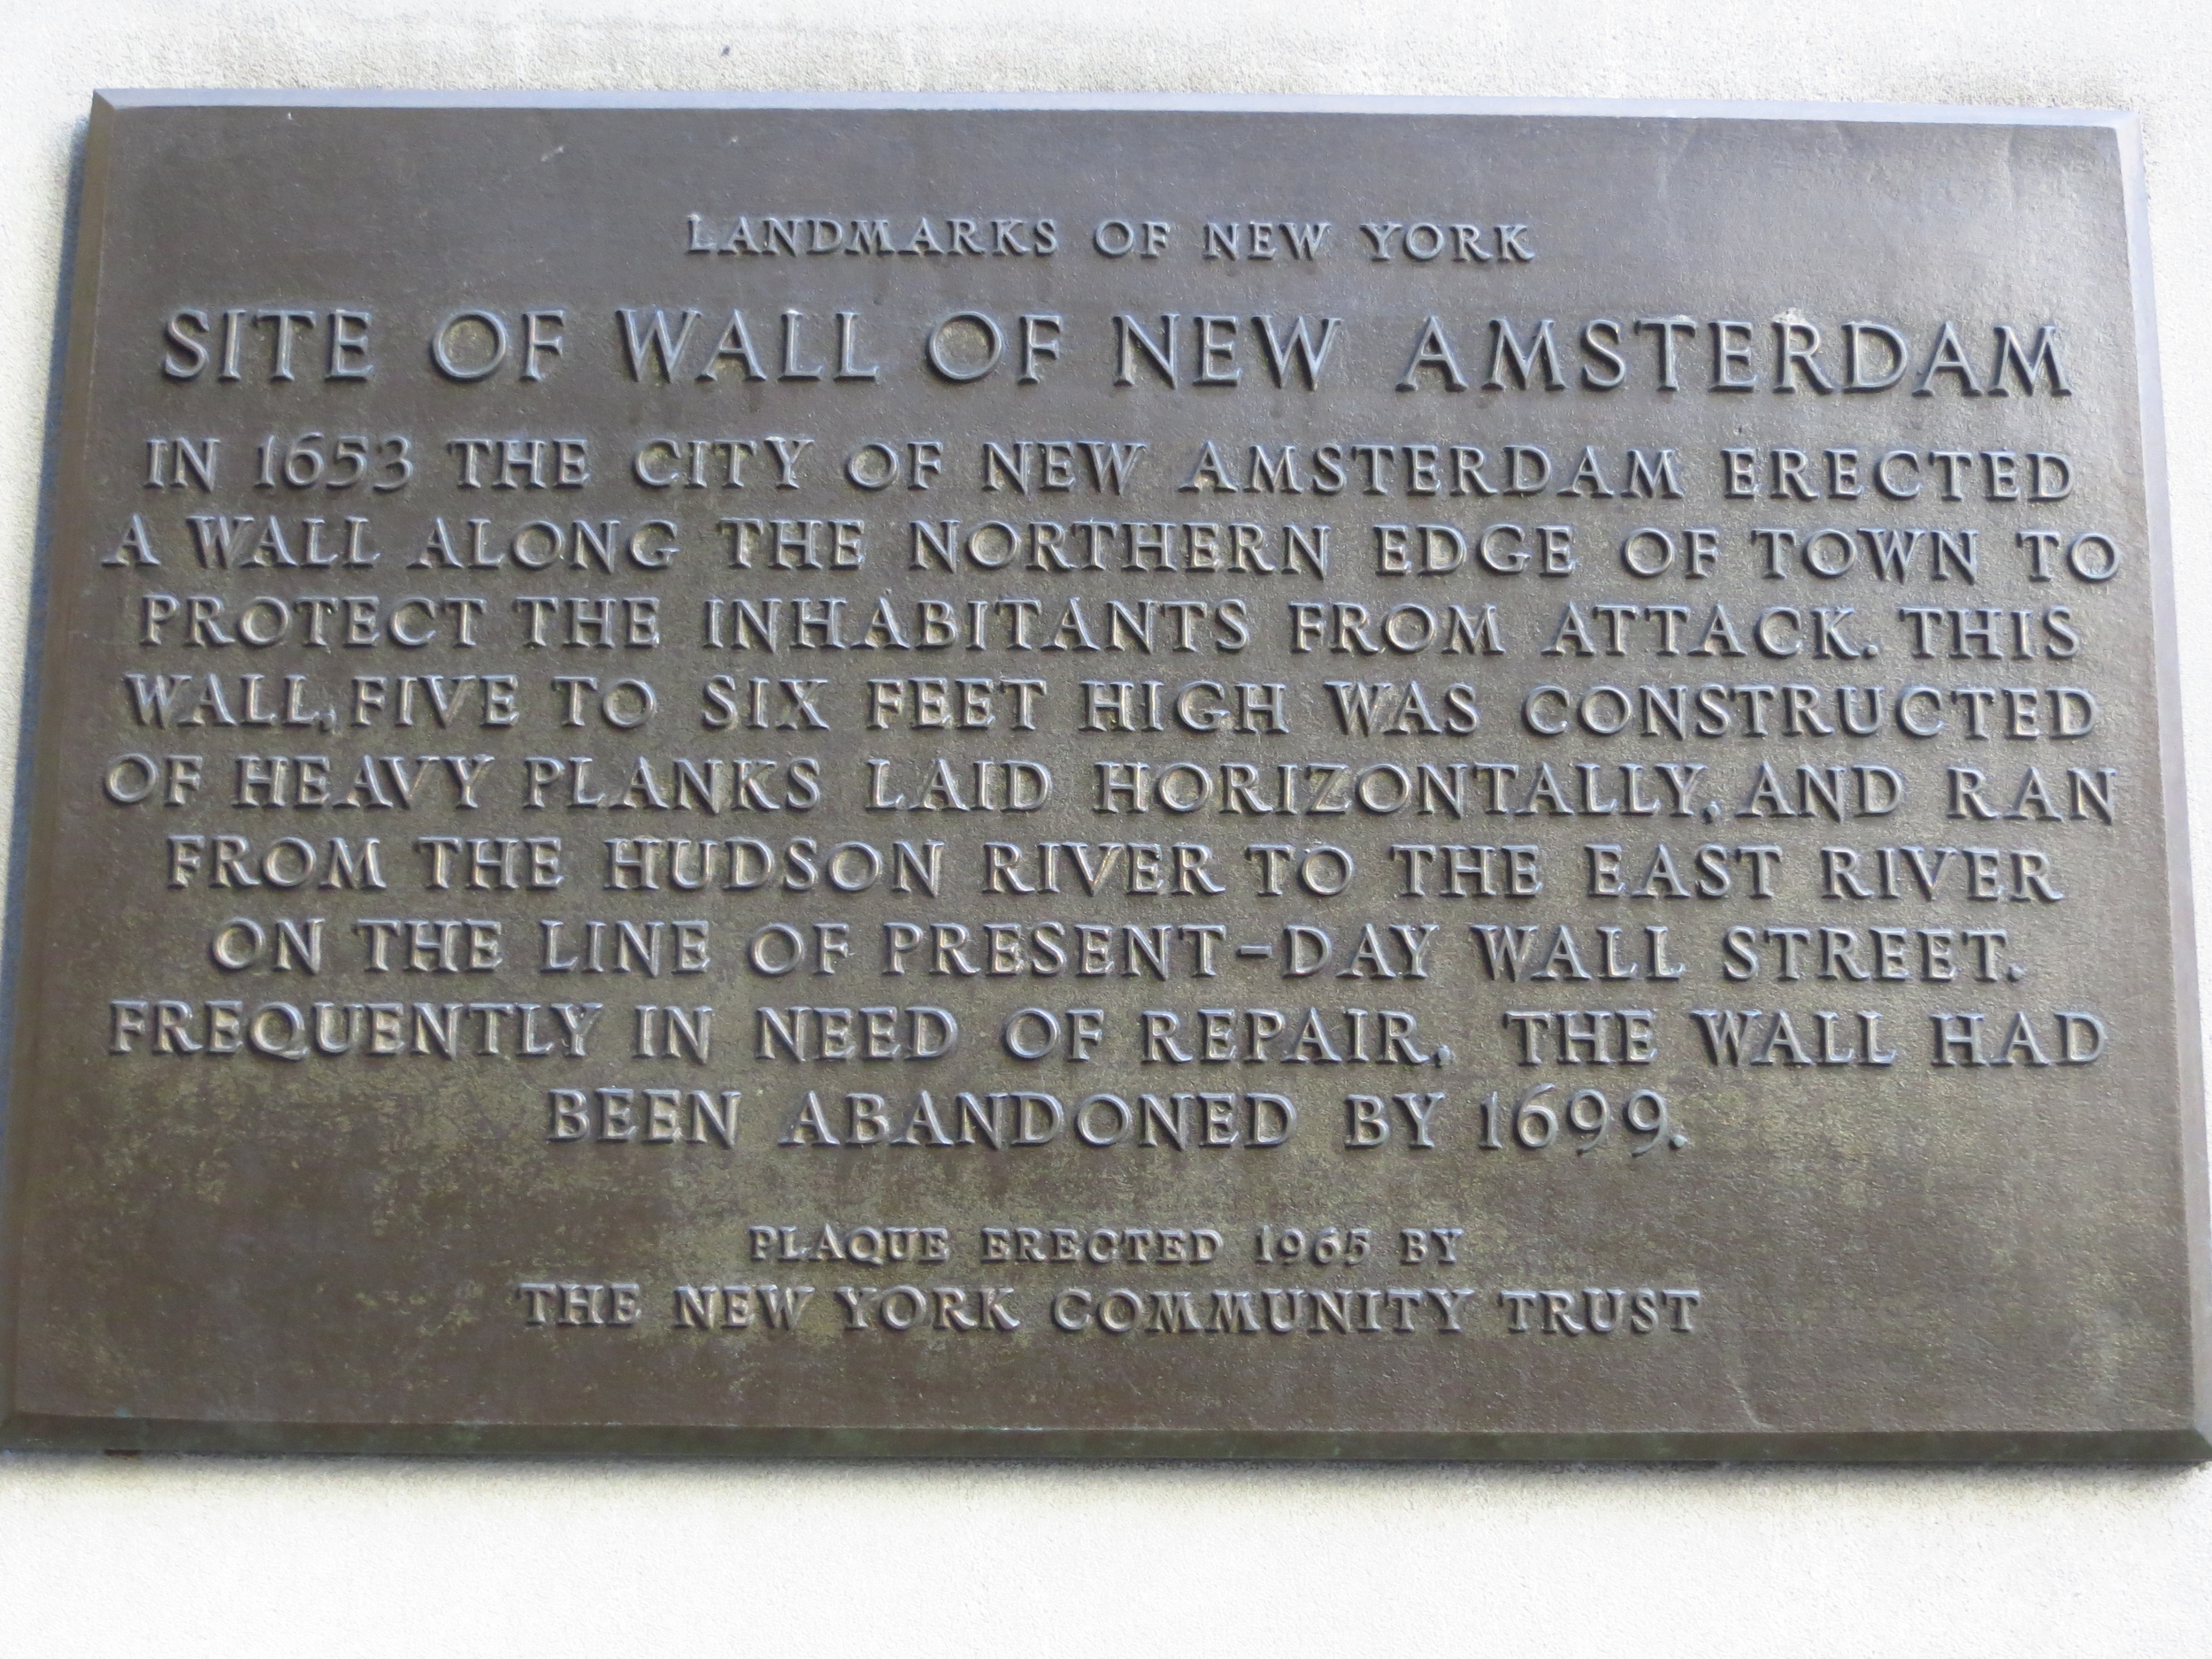 LANDMARKS OF NEW YORK
SITE OF WALL OF NEW AMSTERDAM
IN 1653 THE CITY OF NEW AMSTERDAM ERECTED
A WALL ALONG THE NORTHERN EDGE OF TOWN TO
PROTECT THE INHABITANTS FROM ATTACK. THIS
WALL, FIVE TO SIX FEET HIGH WAS CONSTRUCTED
OF HEAVY PLANKS LAID HORIZONTALLY, AND RAN
FROM THE HUDSON RIVER TO THE EAST RIVER
ON THE LINE OF PRESENT-DAY WALL STREET.
FREQUENTLY IN NEED OF REPAIR, THE WALL HAD
BEEN ABANDONED BY 1699.
PLAQUE ERECTED 1965 BY
THE NEW YORK COMMUNITY TRUST